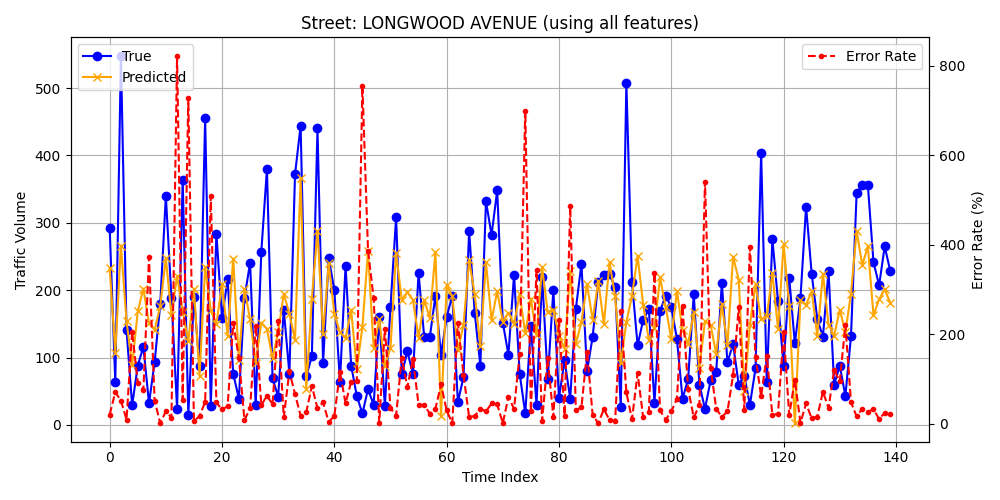 Street: LONGWOOD AVENUE (using all features)
True
Predicted
Error Rate
Traffic Volume
0
100
200
300
400
500
Error Rate (%)
0
200
400
600
800
0 20 40 60 80 100 120 140
Time Index